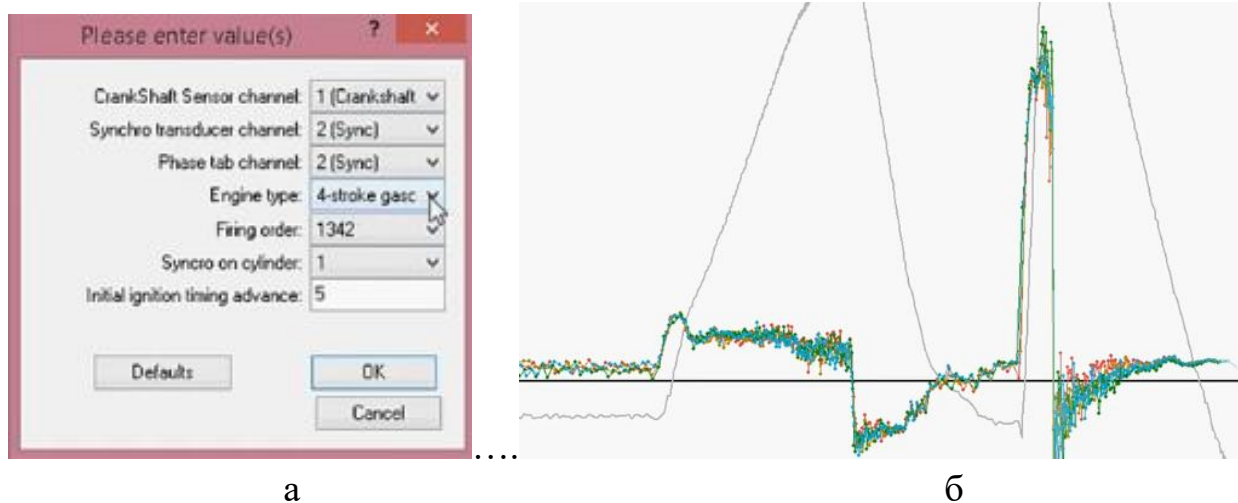 Please enter value(s) ? ×
CrankShaft Sensor channel: 1 (Crankshaft
Synchro transducer channel: 2 (Sync)
Phase tab channel: 2 (Sync)
Engine type: 4-stroke gasc
Firing order: 1342
Syncro on cylinder: 1
Initial ignition timing advance: 5
Defaults OK
Cancel
....
а б